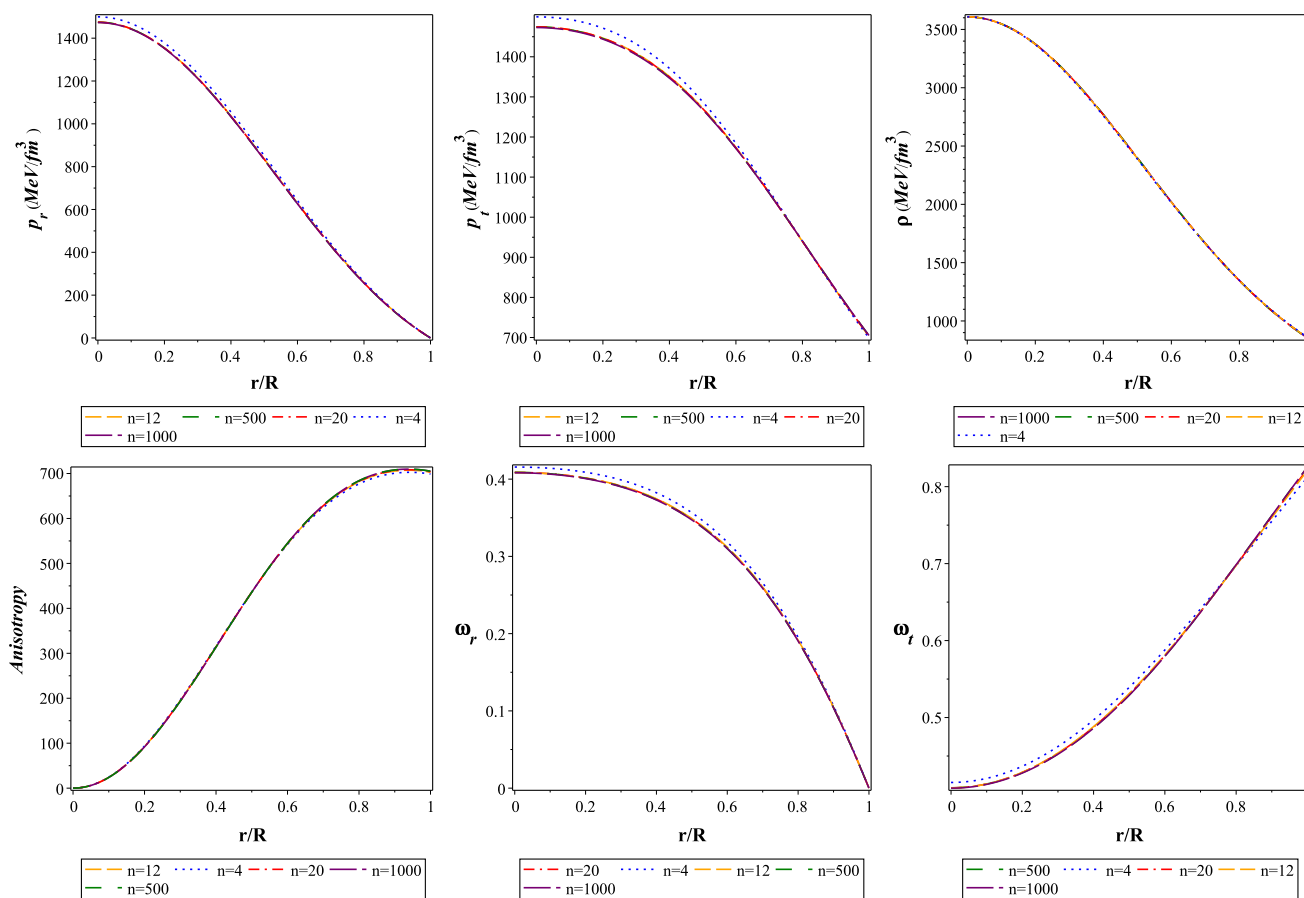 p_r (MeV/fm^3)
1400
1200
1000
800
600
400
200
0
0 0.2 0.4 0.6 0.8 1
r/R
n=12 n=500 n=20 n=4
n=1000
p_t (MeV/fm^3)
1400
1300
1200
1100
1000
900
800
700
0 0.2 0.4 0.6 0.8 1
r/R
n=12 n=500 n=4 n=20
n=1000
ρ (MeV/fm^3)
3500
3000
2500
2000
1500
1000
0 0.2 0.4 0.6 0.8
r/R
n=1000 n=500 n=20 n=12
n=4
Anisotropy
700
600
500
400
300
200
100
0
0 0.2 0.4 0.6 0.8 1
r/R
n=12 n=4 n=20 n=1000
n=500
ω_r
0.4
0.3
0.2
0.1
0
0 0.2 0.4 0.6 0.8 1
r/R
n=20 n=4 n=12 n=500
n=1000
ω_t
0.8
0.7
0.6
0.5
0 0.2 0.4 0.6 0.8
r/R
n=500 n=4 n=20 n=12
n=1000